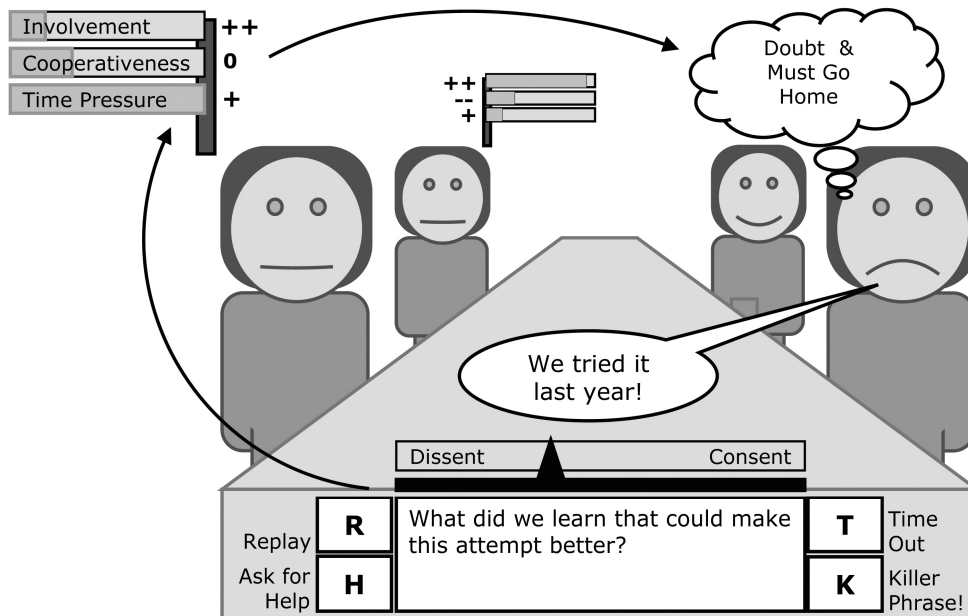 Involvement ++
Cooperativeness 0
Time Pressure +
++
--
+
Doubt &
Must Go
Home
We tried it
last year!
Dissent
Consent
Replay
R
What did we learn that could make
this attempt better?
T
Time
Out
Ask for
Help
H
K
Killer
Phrase!